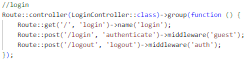 //login
Route::controller(LoginController::class)->group(function () {
Route::get('/', 'login')->name('login');
Route::post('/login', 'authenticate')->middleware('guest');
Route::post('/logout', 'logout')->middleware('auth');
});